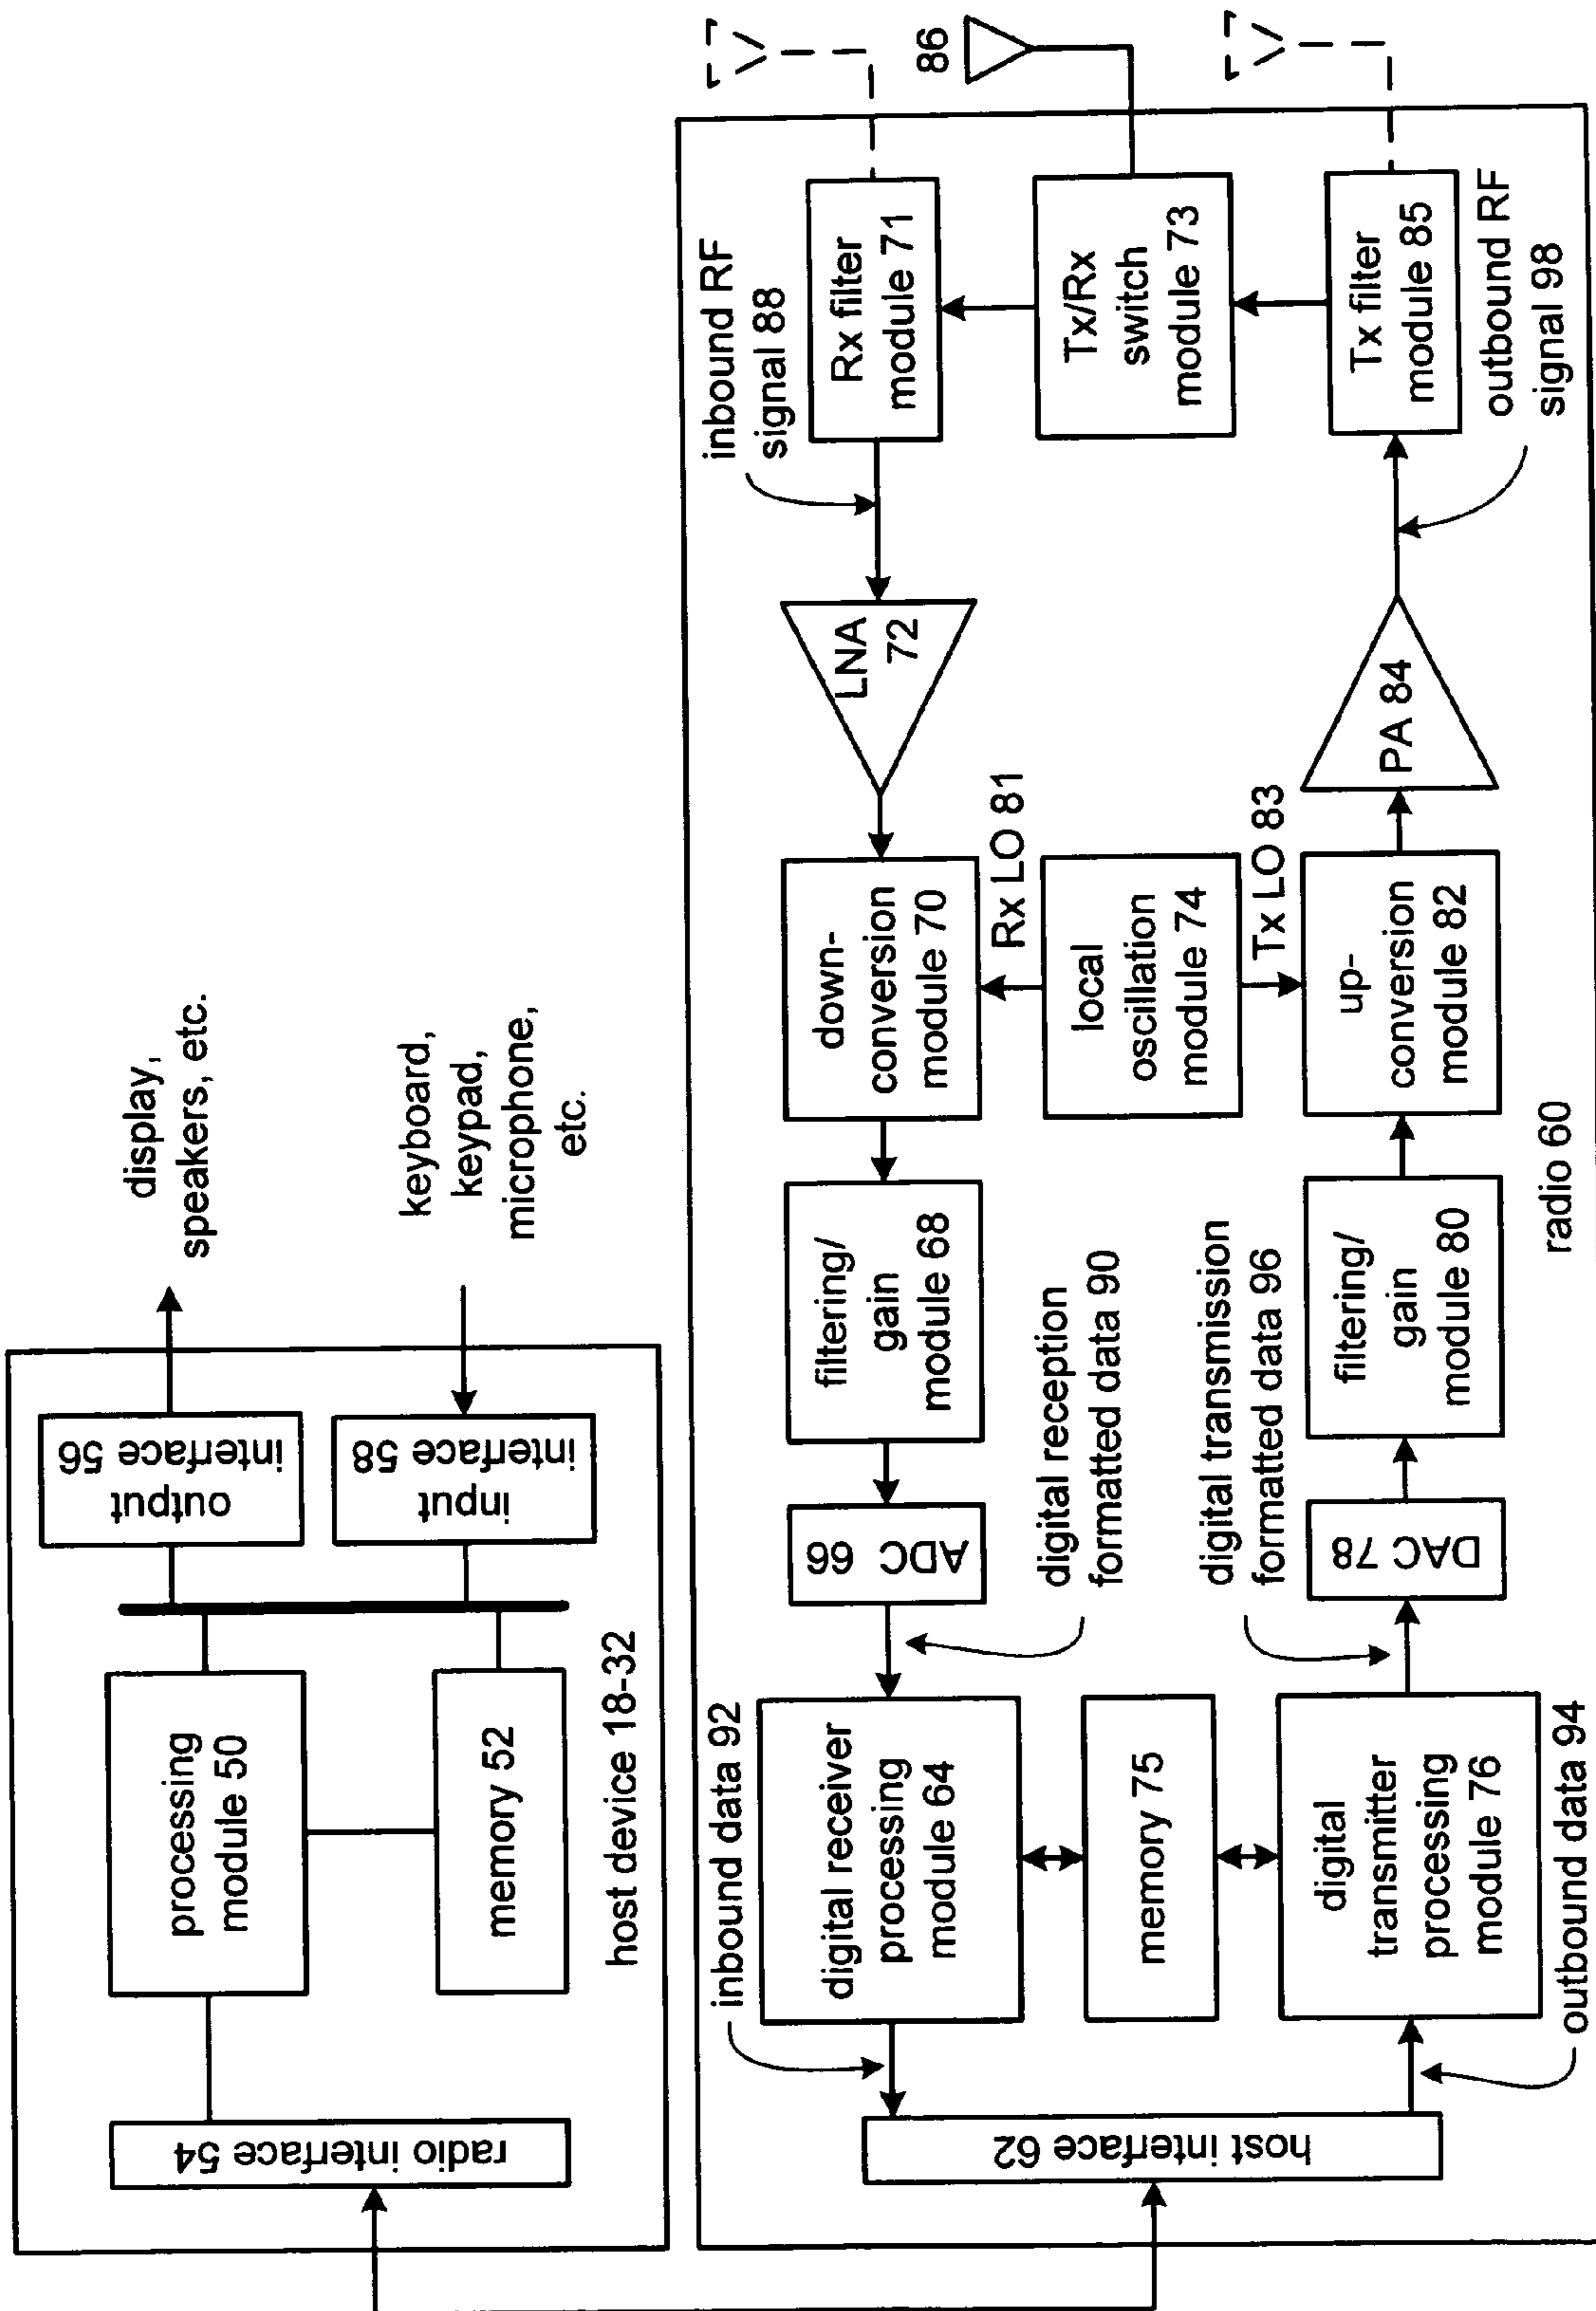 radio interface 54
processing
module 50
memory 52
output
interface 56
input
interface 58
display,
speakers, etc.
keyboard,
keypad,
microphone,
etc.
host device 18-32
host interface 62
inbound data 92
digital receiver
processing
module 64
ADC
66
digital reception
formatted data 90
filtering/
gain
module 68
down-
conversion
module 70
LNA
72
inbound RF
signal 88
Rx filter
module 71
86
memory 75
Rx LO 81
local
oscillation
module 74
Tx LO 83
Tx/Rx
switch
module 73
outbound data 94
digital
transmitter
processing
module 76
digital transmission
formatted data 96
DAC 78
filtering/
gain
module 80
up-
conversion
module 82
PA 84
outbound RF
signal 98
Tx filter
module 85
radio 60